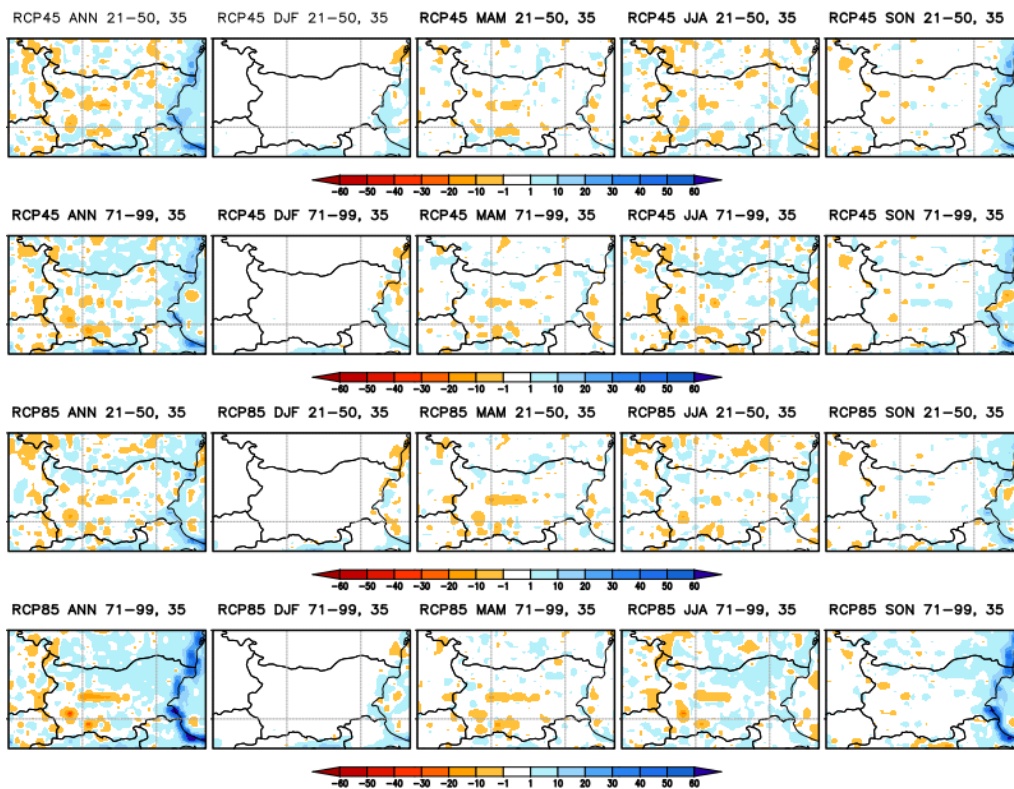 RCP45 ANN 21−50, 35 RCP45 DJF 21−50, 35 RCP45 MAM 21−50, 35 RCP45 JJA 21−50, 35 RCP45 SON 21−50, 35
−60 −50 −40 −30 −20 −10 −1 1 10 20 30 40 50 60
RCP45 ANN 71−99, 35 RCP45 DJF 71−99, 35 RCP45 MAM 71−99, 35 RCP45 JJA 71−99, 35 RCP45 SON 71−99, 35
−60 −50 −40 −30 −20 −10 −1 1 10 20 30 40 50 60
RCP85 ANN 21−50, 35 RCP85 DJF 21−50, 35 RCP85 MAM 21−50, 35 RCP85 JJA 21−50, 35 RCP85 SON 21−50, 35
−60 −50 −40 −30 −20 −10 −1 1 10 20 30 40 50 60
RCP85 ANN 71−99, 35 RCP85 DJF 71−99, 35 RCP85 MAM 71−99, 35 RCP85 JJA 71−99, 35 RCP85 SON 71−99, 35
−60 −50 −40 −30 −20 −10 −1 1 10 20 30 40 50 60